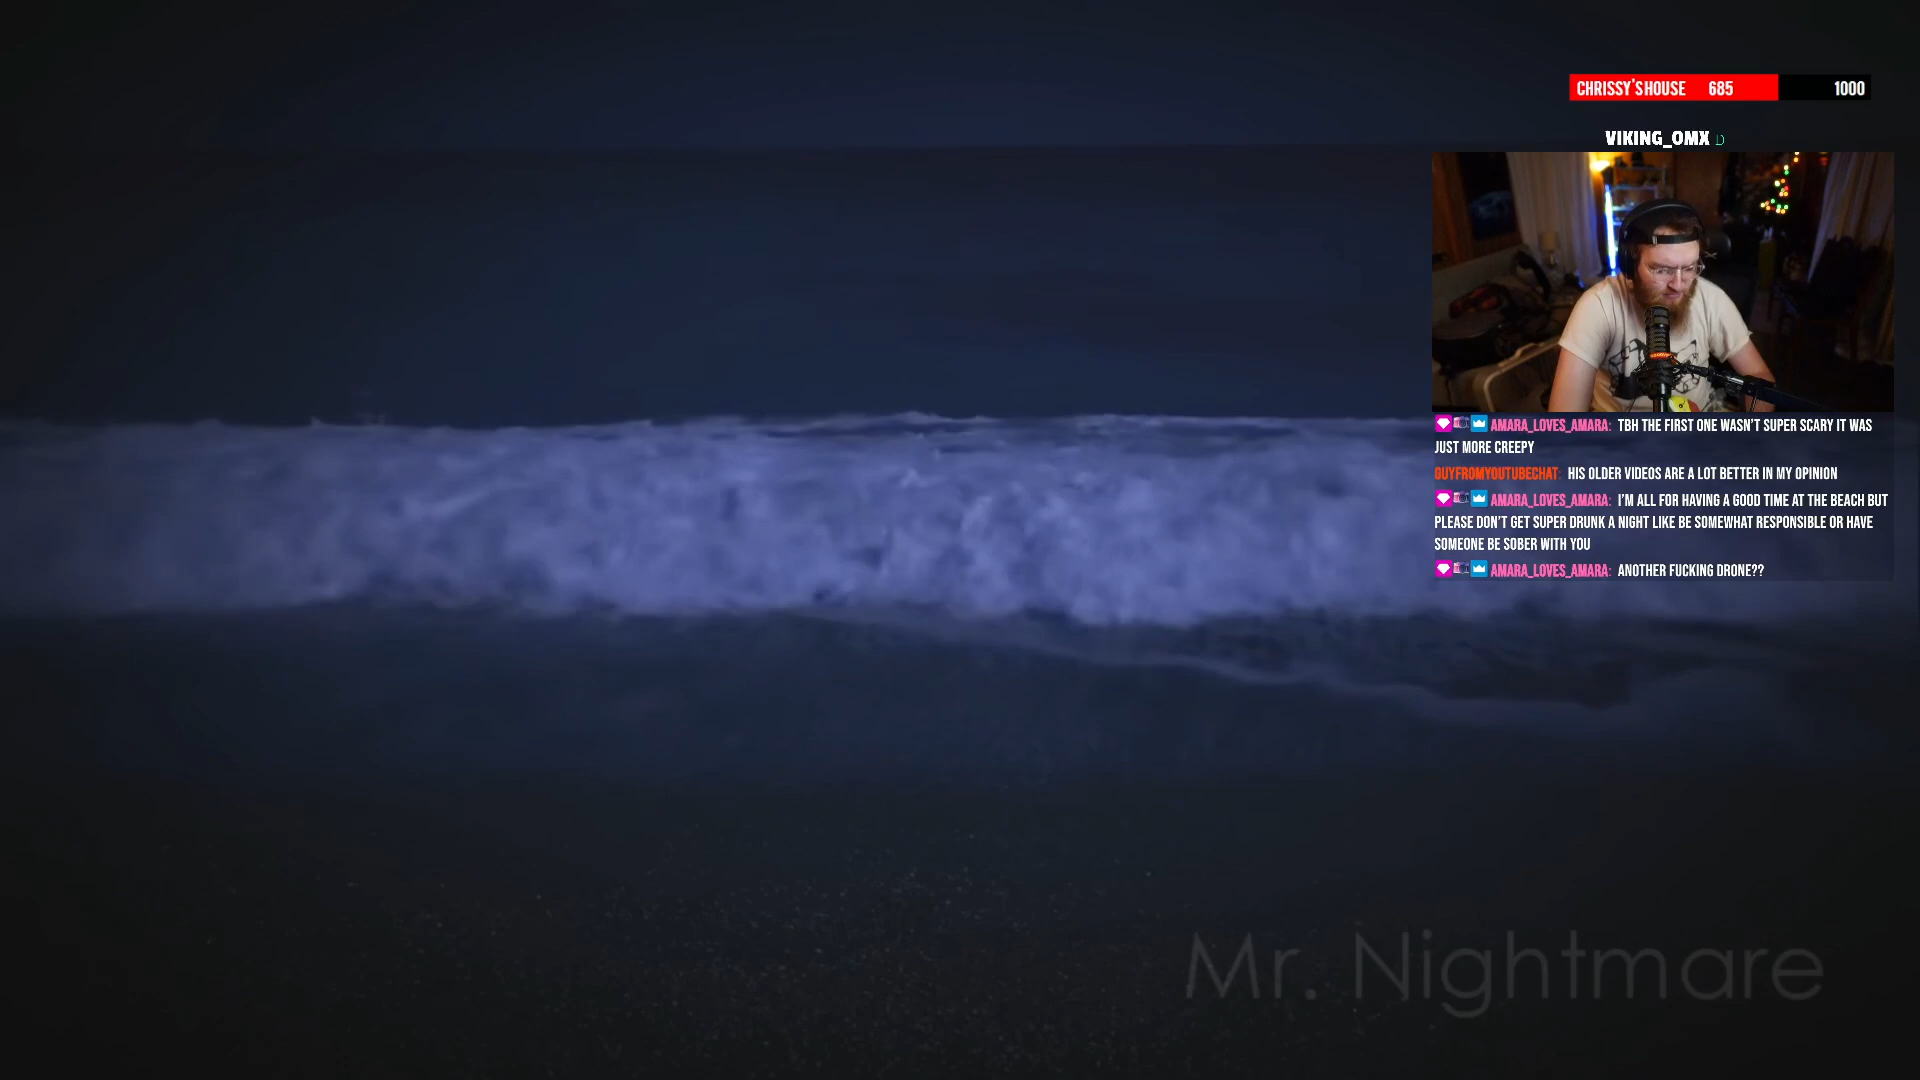 CHRISSY'SHOUSE 685 1000
VIKING_OMX D
AMARA_LOVES_AMARA: TBH THE FIRST ONE WASN'T SUPER SCARY IT WAS
JUST MORE CREEPY
GUYFROMYOUTUBECHAT: HIS OLDER VIDEOS ARE A LOT BETTER IN MY OPINION
AMARA_LOVES_AMARA: I'M ALL FOR HAVING A GOOD TIME AT THE BEACH BUT
PLEASE DON'T GET SUPER DRUNK A NIGHT LIKE BE SOMEWHAT RESPONSIBLE OR HAVE
SOMEONE BE SOBER WITH YOU
AMARA_LOVES_AMARA: ANOTHER FUCKING DRONE??
Mr. Nightmare